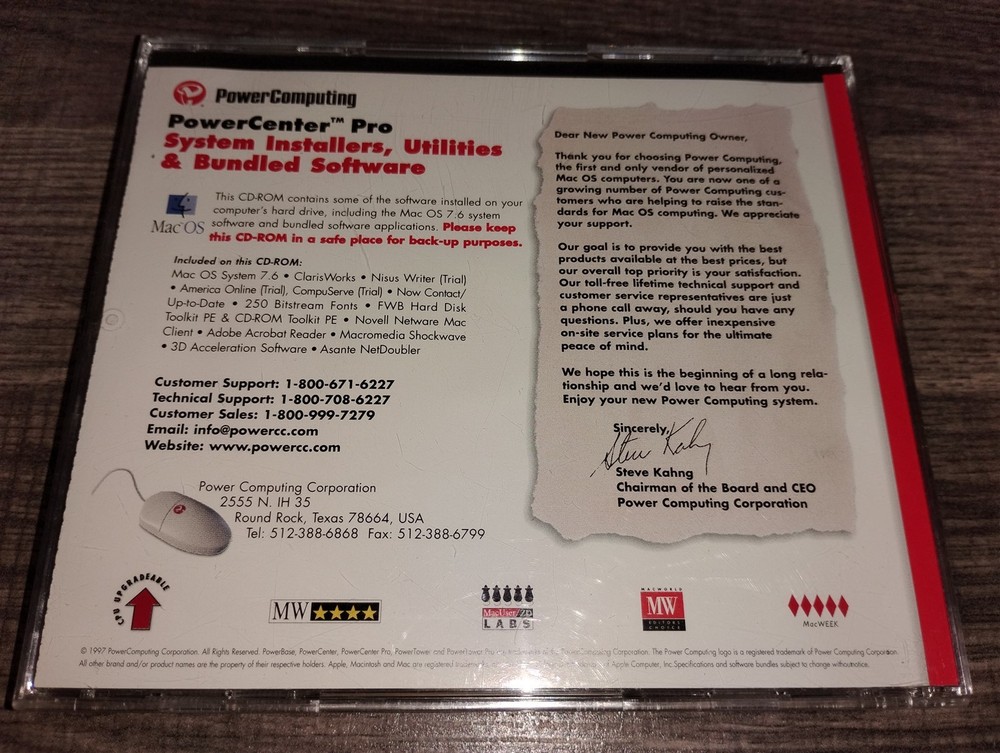 PowerComputing
PowerCenter™ Pro
System Installers, Utilities
& Bundled Software
Mac OS
This CD-ROM contains some of the software installed on your
computer's hard drive, including the Mac OS 7.6 system
software and bundled software applications. Please keep
this CD-ROM in a safe place for back-up purposes.
Included on this CD-ROM:
Mac OS System 7.6 • ClarisWorks • Nisus Writer (Trial)
• America Online (Trial), CompuServe (Trial) • Now Contact/
Up-to-Date • 250 Bitstream Fonts • FWB Hard Disk
Toolkit PE & CD-ROM Toolkit PE • Novell Netware Mac
Client • Adobe Acrobat Reader • Macromedia Shockwave
• 3D Acceleration Software • Asante NetDoubler
Customer Support: 1-800-671-6227
Technical Support: 1-800-708-6227
Customer Sales: 1-800-999-7279
Email: info@powercc.com
Website: www.powercc.com
Power Computing Corporation
2555 N. IH 35
Round Rock, Texas 78664, USA
Tel: 512-388-6868 Fax: 512-388-6799
Dear New Power Computing Owner,
Thank you for choosing Power Computing,
the first and only vendor of personalized
Mac OS computers. You are now one of a
growing number of Power Computing cus-
tomers who are helping to raise the stan-
dards for Mac OS computing. We appreciate
your support.
Our goal is to provide you with the best
products available at the best prices, but
our overall top priority is your satisfaction.
Our toll-free lifetime technical support and
customer service representatives are just
a phone call away, should you have any
questions. Plus, we offer inexpensive
on-site service plans for the ultimate
peace of mind.
We hope this is the beginning of a long rela-
tionship and we'd love to hear from you.
Enjoy your new Power Computing system.
Sincerely,
Steve Kahng
Steve Kahng
Chairman of the Board and CEO
Power Computing Corporation
CPU UPGRADEABLE
MW
MacUser/ZD
LABS
MACWORLD
MW
EDITORS'
CHOICE
MacWEEK
© 1997 PowerComputing Corporation. All Rights Reserved. PowerBase, PowerCenter, PowerCenter Pro, PowerTower and PowerTower Pro are trademarks of the PowerComputing Corporation. The Power Computing logo is a registered trademark of Power Computing Corporation.
All other brand and/or product names are the property of their respective holders. Apple, Macintosh and Mac are registered of Apple Computer, Inc. Specifications and software bundles subject to change without notice.